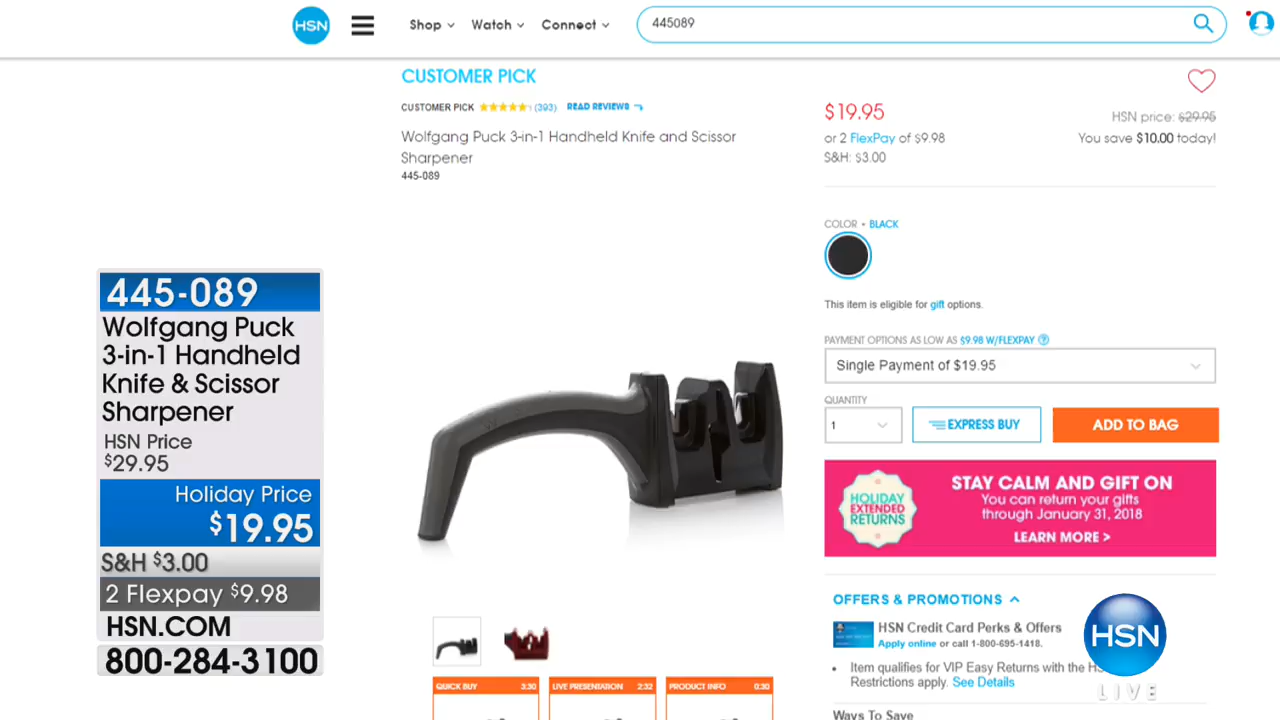 HSN
Shop
Watch
Connect
445089
CUSTOMER PICK
CUSTOMER PICK (393) READ REVIEWS
Wolfgang Puck 3-in-1 Handheld Knife and Scissor
Sharpener
445-089
$19.95
or 2 FlexPay of $9.98
S&H: $3.00
HSN price: $29.95
You save $10.00 today!
COLOR - BLACK
This item is eligible for gift options.
PAYMENT OPTIONS AS LOW AS $9.98 W/FLEXPAY ?
Single Payment of $19.95
QUANTITY
1
EXPRESS BUY
ADD TO BAG
HOLIDAY
EXTENDED
RETURNS
STAY CALM AND GIFT ON
You can return your gifts
through January 31, 2018
LEARN MORE >
OFFERS & PROMOTIONS
HSN Credit Card Perks & Offers
Apply online or call 1-800-695-1418.
Item qualifies for VIP Easy Returns with the
Restrictions apply. See Details
Ways To Save
445-089
Wolfgang Puck
3-in-1 Handheld
Knife & Scissor
Sharpener
HSN Price
$29.95
Holiday Price
$19.95
S&H $3.00
2 Flexpay $9.98
HSN.COM
800-284-3100
QUICK BUY 3:30
LIVE PRESENTATION 2:32
PRODUCT INFO 0:30
HSN
LIVE